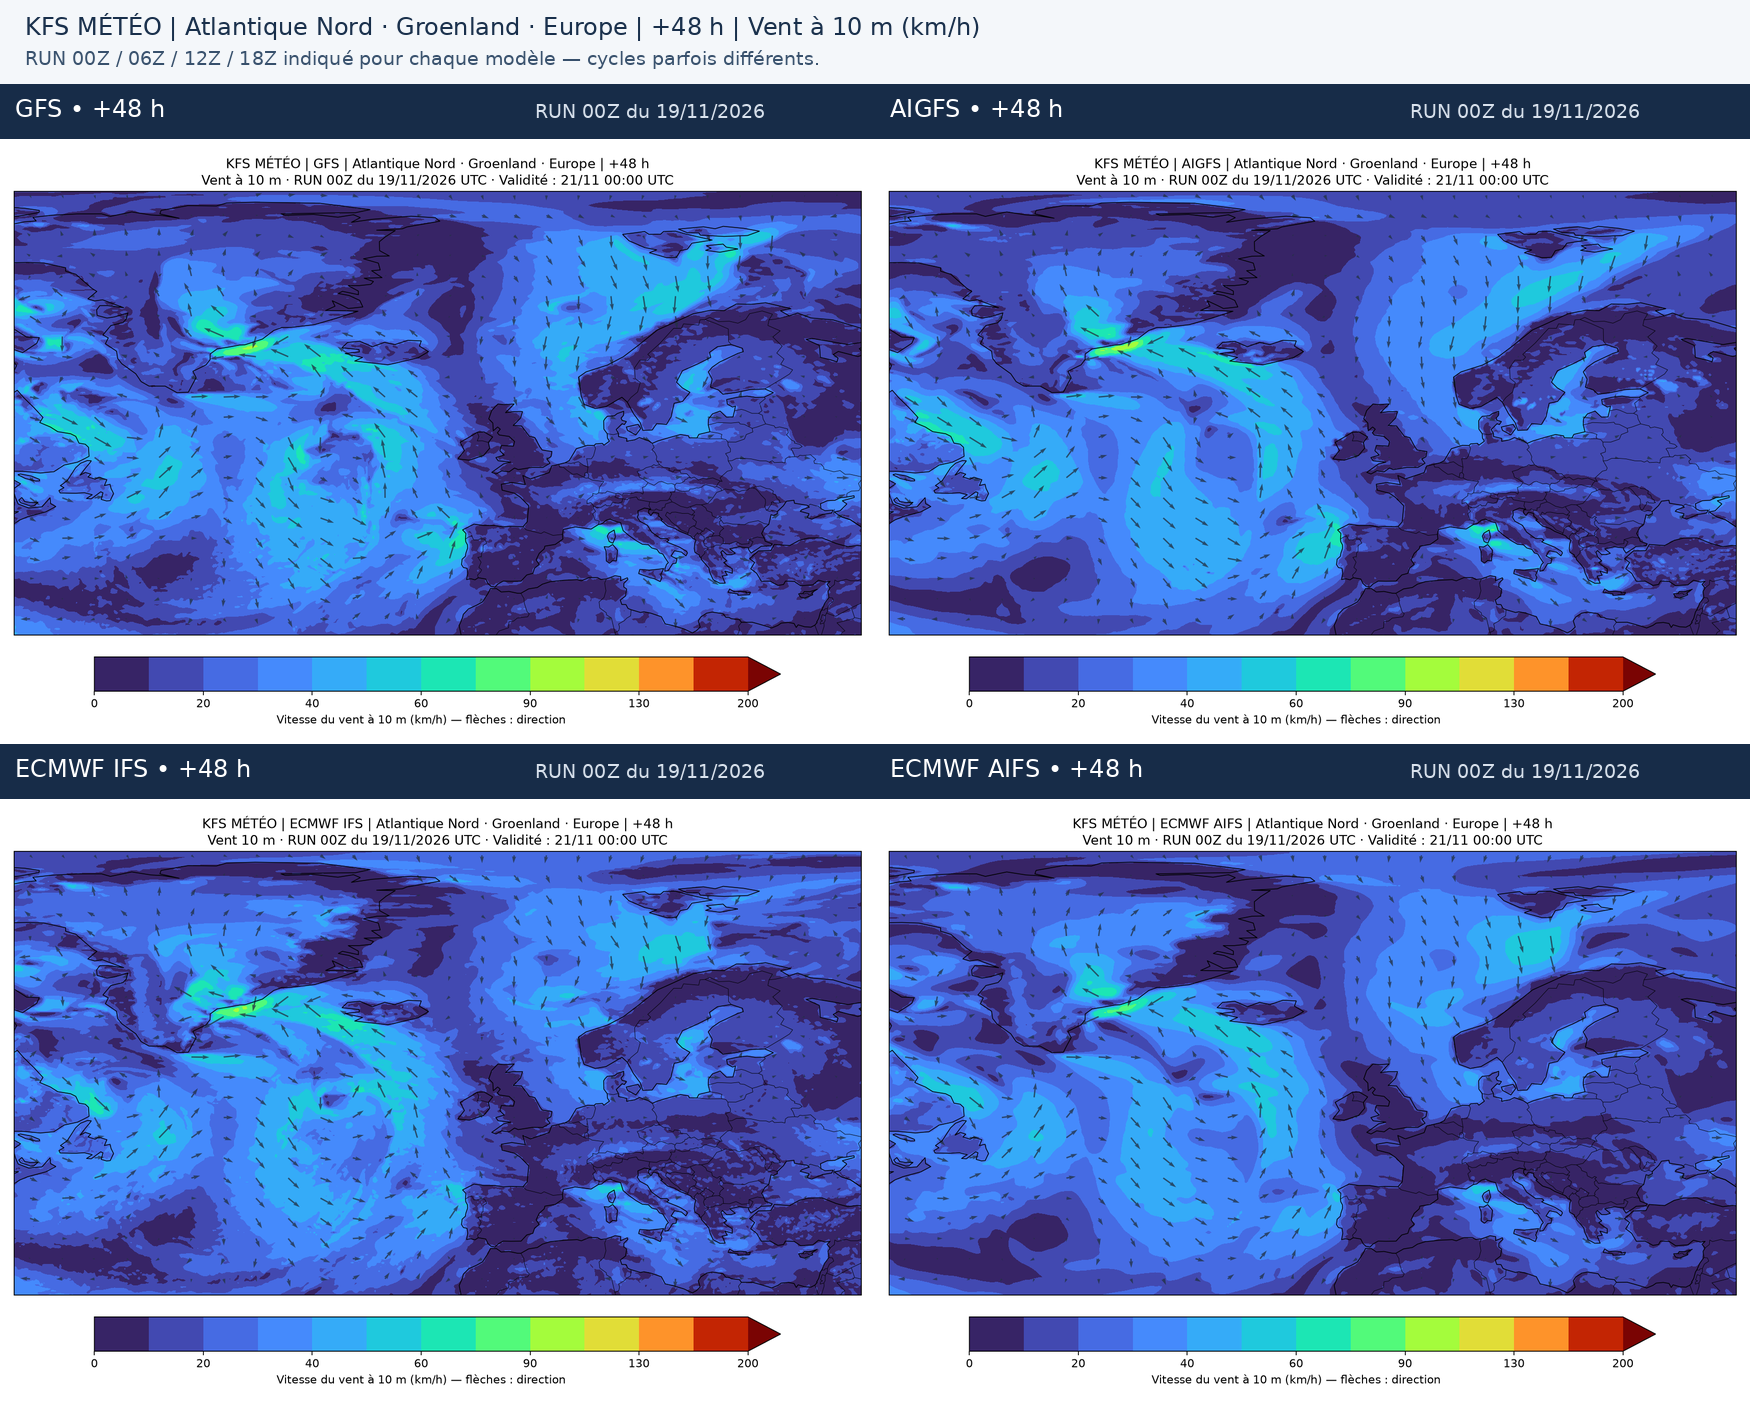 KFS MÉTÉO | Atlantique Nord · Groenland · Europe | +48 h | Vent à 10 m (km/h)
RUN 00Z / 06Z / 12Z / 18Z indiqué pour chaque modèle — cycles parfois différents.
GFS • +48 h
RUN 00Z du 19/11/2026
KFS MÉTÉO | GFS | Atlantique Nord · Groenland · Europe | +48 h
Vent à 10 m · RUN 00Z du 19/11/2026 UTC · Validité : 21/11 00:00 UTC
0 20 40 60 90 130 200
Vitesse du vent à 10 m (km/h) — flèches : direction
AIGFS • +48 h
RUN 00Z du 19/11/2026
KFS MÉTÉO | AIGFS | Atlantique Nord · Groenland · Europe | +48 h
Vent à 10 m · RUN 00Z du 19/11/2026 UTC · Validité : 21/11 00:00 UTC
0 20 40 60 90 130 200
Vitesse du vent à 10 m (km/h) — flèches : direction
ECMWF IFS • +48 h
RUN 00Z du 19/11/2026
KFS MÉTÉO | ECMWF IFS | Atlantique Nord · Groenland · Europe | +48 h
Vent 10 m · RUN 00Z du 19/11/2026 UTC · Validité : 21/11 00:00 UTC
0 20 40 60 90 130 200
Vitesse du vent à 10 m (km/h) — flèches : direction
ECMWF AIFS • +48 h
RUN 00Z du 19/11/2026
KFS MÉTÉO | ECMWF AIFS | Atlantique Nord · Groenland · Europe | +48 h
Vent 10 m · RUN 00Z du 19/11/2026 UTC · Validité : 21/11 00:00 UTC
0 20 40 60 90 130 200
Vitesse du vent à 10 m (km/h) — flèches : direction